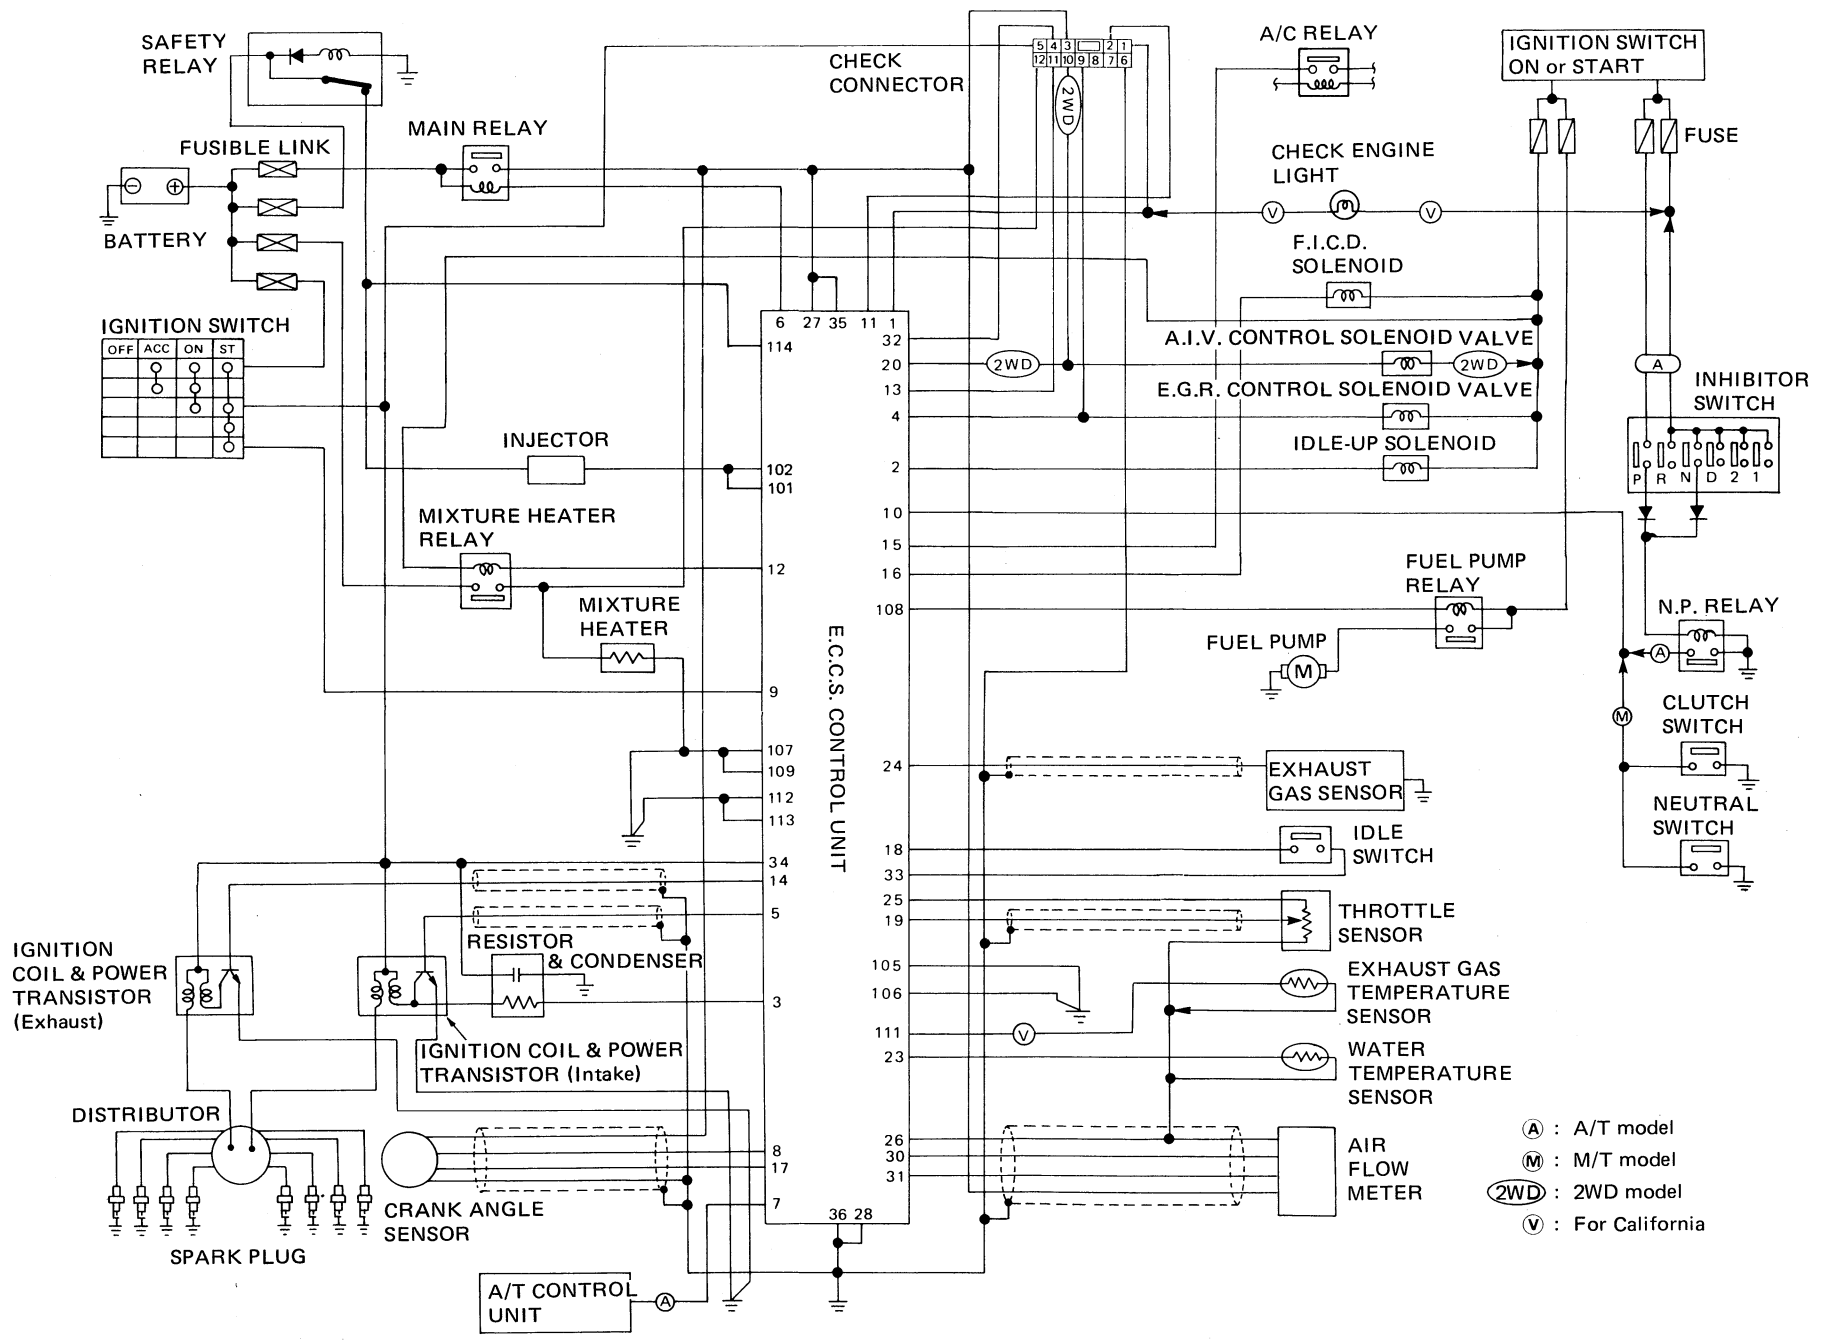 SAFETY
RELAY
CHECK
CONNECTOR
5 4 3 2 1
12 11 10 9 8 7 6
2WD
A/C RELAY
IGNITION SWITCH
ON or START
FUSE
MAIN RELAY
FUSIBLE LINK
BATTERY
CHECK ENGINE
LIGHT
V
V
F.I.C.D.
SOLENOID
IGNITION SWITCH
OFF ACC ON ST
6 27 35 11 1
114
32
20
13
4
2
10
15
16
108
A.I.V. CONTROL SOLENOID VALVE
2WD
2WD
E.G.R. CONTROL SOLENOID VALVE
IDLE-UP SOLENOID
A
INHIBITOR
SWITCH
P R N D 2 1
INJECTOR
102
101
MIXTURE HEATER
RELAY
12
MIXTURE
HEATER
E.C.C.S. CONTROL UNIT
9
107
109
112
113
34
14
5
3
FUEL PUMP
RELAY
FUEL PUMP
M
N.P. RELAY
A
M
CLUTCH
SWITCH
NEUTRAL
SWITCH
24
EXHAUST
GAS SENSOR
18
33
IDLE
SWITCH
25
19
THROTTLE
SENSOR
105
106
111
V
23
EXHAUST GAS
TEMPERATURE
SENSOR
WATER
TEMPERATURE
SENSOR
RESISTOR
& CONDENSER
IGNITION
COIL & POWER
TRANSISTOR
(Exhaust)
IGNITION COIL & POWER
TRANSISTOR (Intake)
DISTRIBUTOR
SPARK PLUG
CRANK ANGLE
SENSOR
8
17
7
36 28
26
30
31
AIR
FLOW
METER
A/T CONTROL
UNIT
A
A : A/T model
M : M/T model
2WD : 2WD model
V : For California